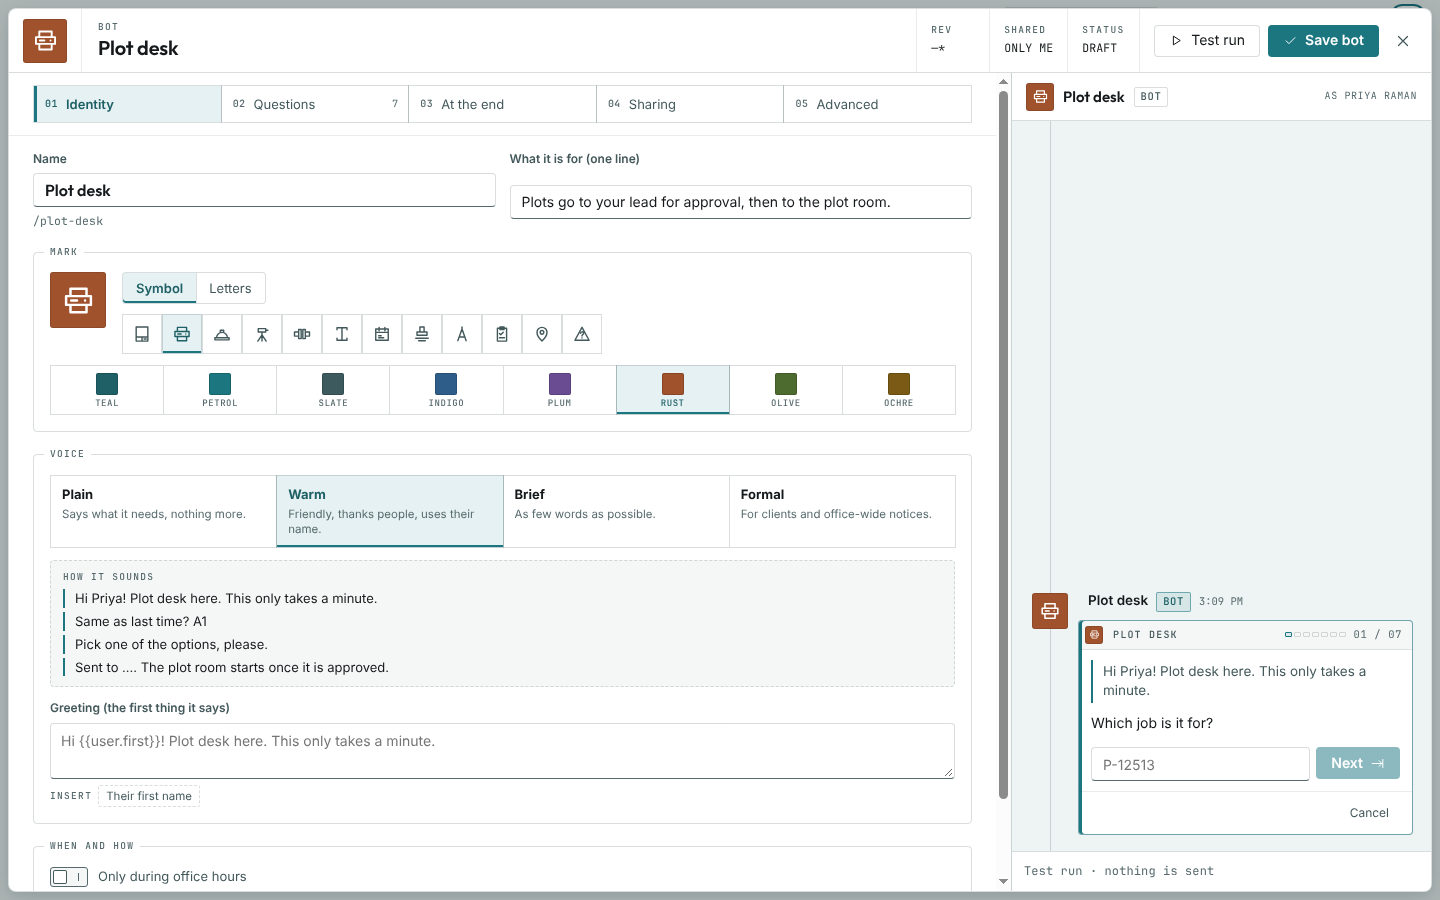 BOT
Plot desk
REV
—*
SHARED
ONLY ME
STATUS
DRAFT
Test run
Save bot
01 Identity
02 Questions 7
03 At the end
04 Sharing
05 Advanced
Name
Plot desk
/plot-desk
What it is for (one line)
Plots go to your lead for approval, then to the plot room.
MARK
Symbol
Letters
TEAL
PETROL
SLATE
INDIGO
PLUM
RUST
OLIVE
OCHRE
VOICE
Plain
Says what it needs, nothing more.
Warm
Friendly, thanks people, uses their
name.
Brief
As few words as possible.
Formal
For clients and office-wide notices.
HOW IT SOUNDS
Hi Priya! Plot desk here. This only takes a minute.
Same as last time? A1
Pick one of the options, please.
Sent to .... The plot room starts once it is approved.
Greeting (the first thing it says)
Hi {{user.first}}! Plot desk here. This only takes a minute.
INSERT Their first name
WHEN AND HOW
Only during office hours
Plot desk BOT
AS PRIYA RAMAN
Plot desk BOT 3:09 PM
PLOT DESK 01 / 07
Hi Priya! Plot desk here. This only takes a
minute.
Which job is it for?
P-12513
Next
Cancel
Test run · nothing is sent